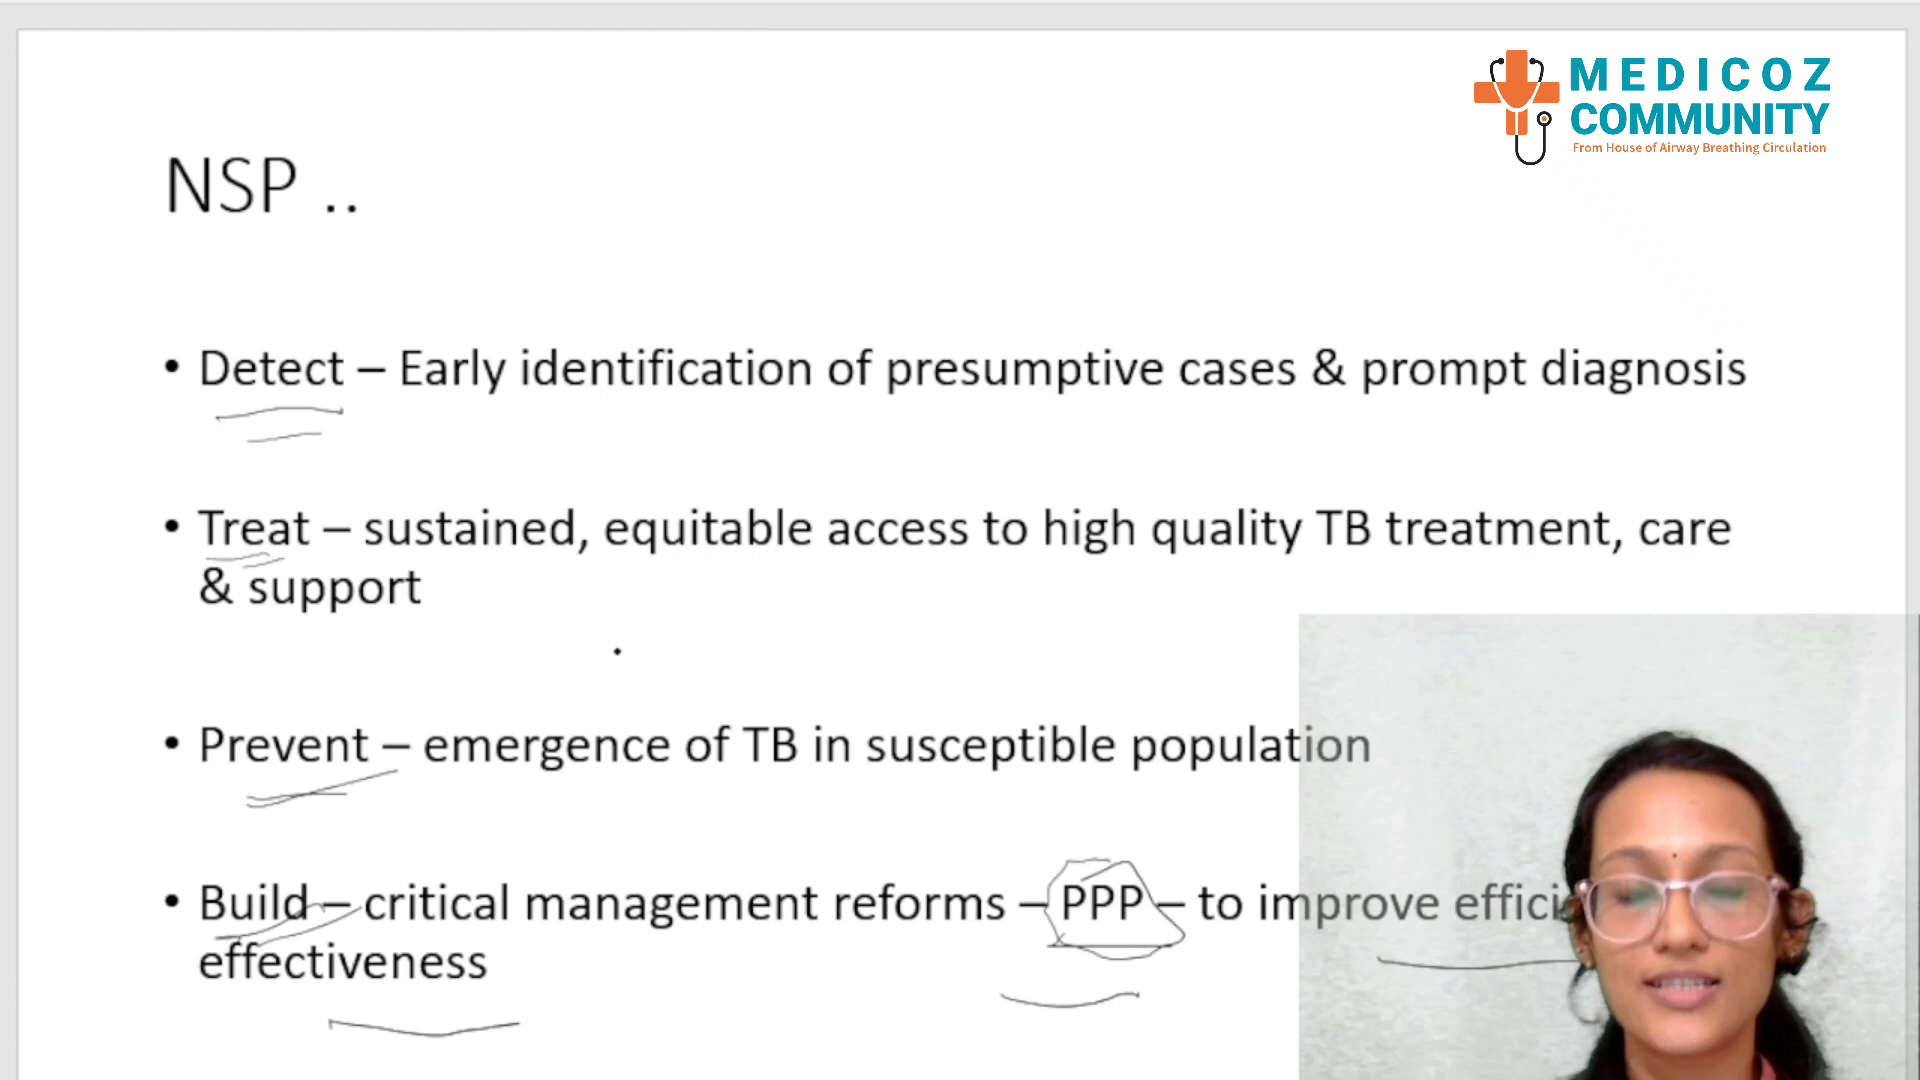 MEDICOZ
COMMUNITY
From House of Airway Breathing Circulation
NSP ..
• Detect – Early identification of presumptive cases & prompt diagnosis
• Treat – sustained, equitable access to high quality TB treatment, care
& support
• Prevent – emergence of TB in susceptible population
• Build – critical management reforms – PPP – to improve
effectiveness